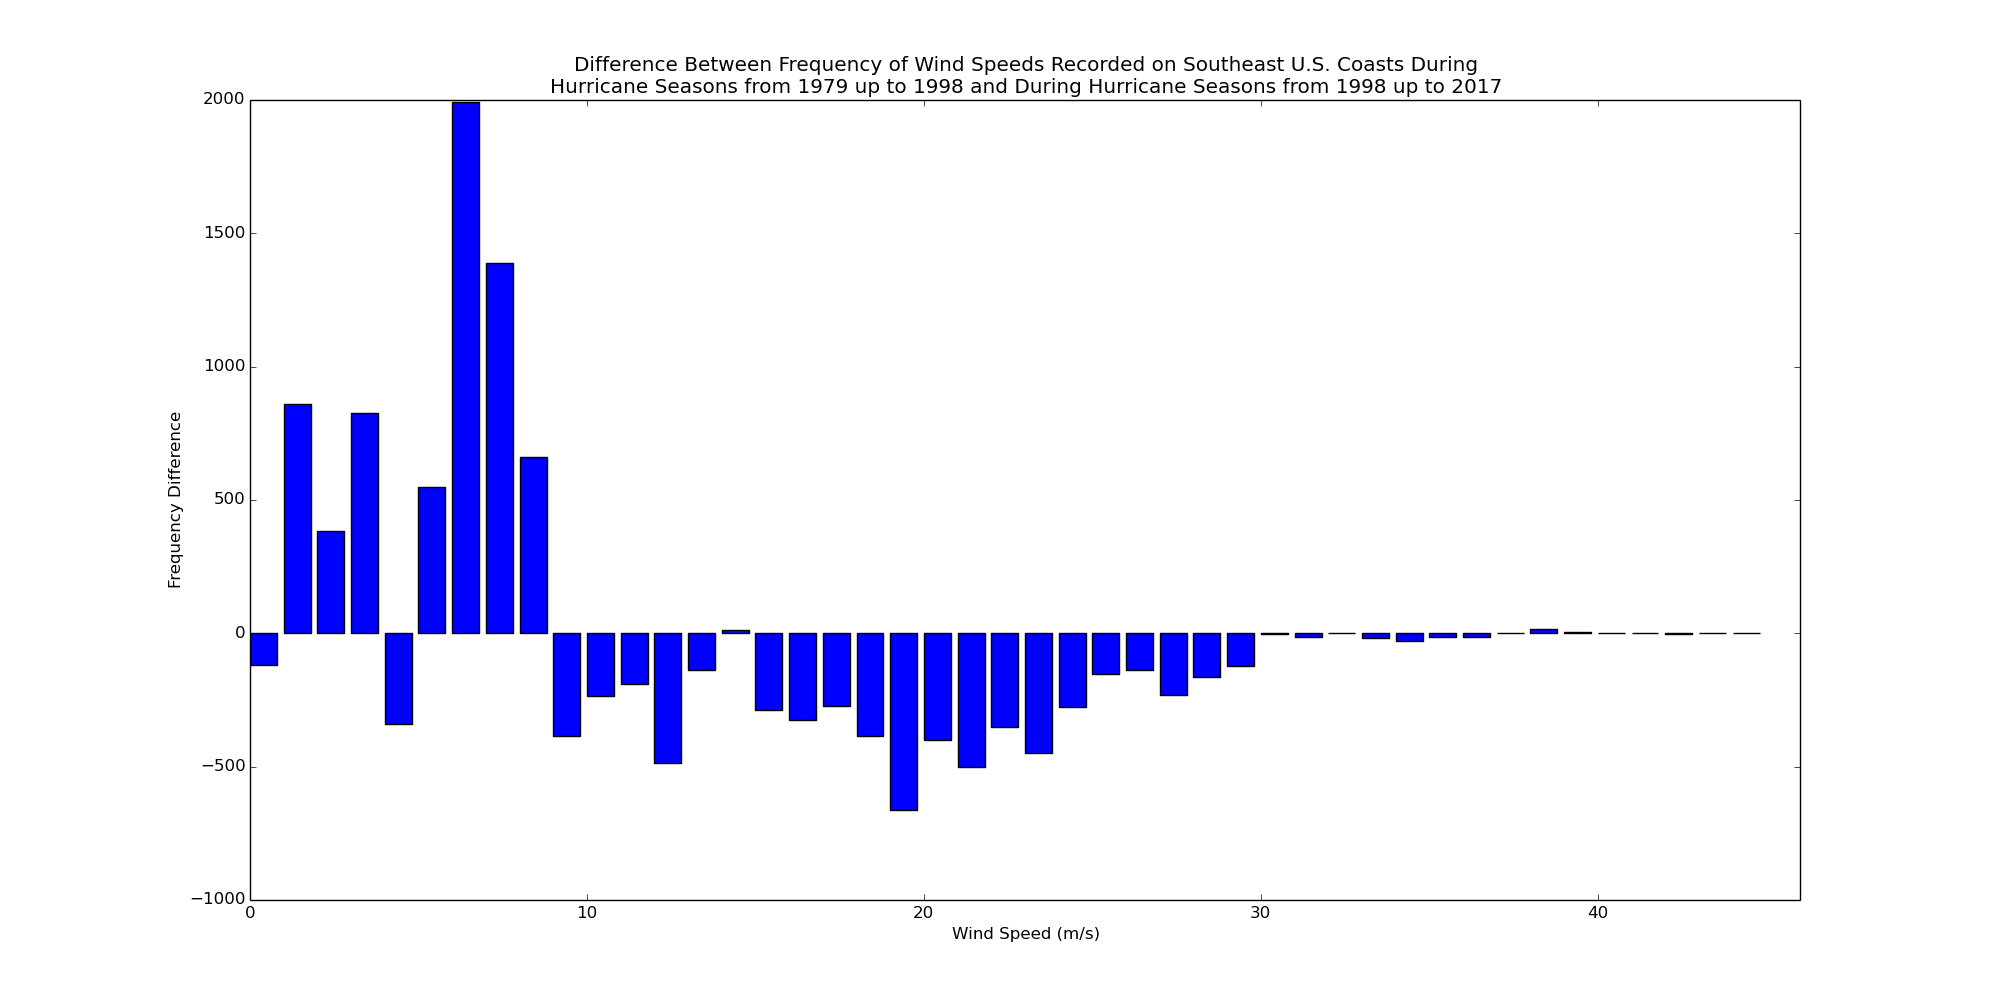 Difference Between Frequency of Wind Speeds Recorded on Southeast U.S. Coasts During
Hurricane Seasons from 1979 up to 1998 and During Hurricane Seasons from 1998 up to 2017
2000
1500
1000
500
0
−500
−1000
Frequency Difference
0 10 20 30 40
Wind Speed (m/s)